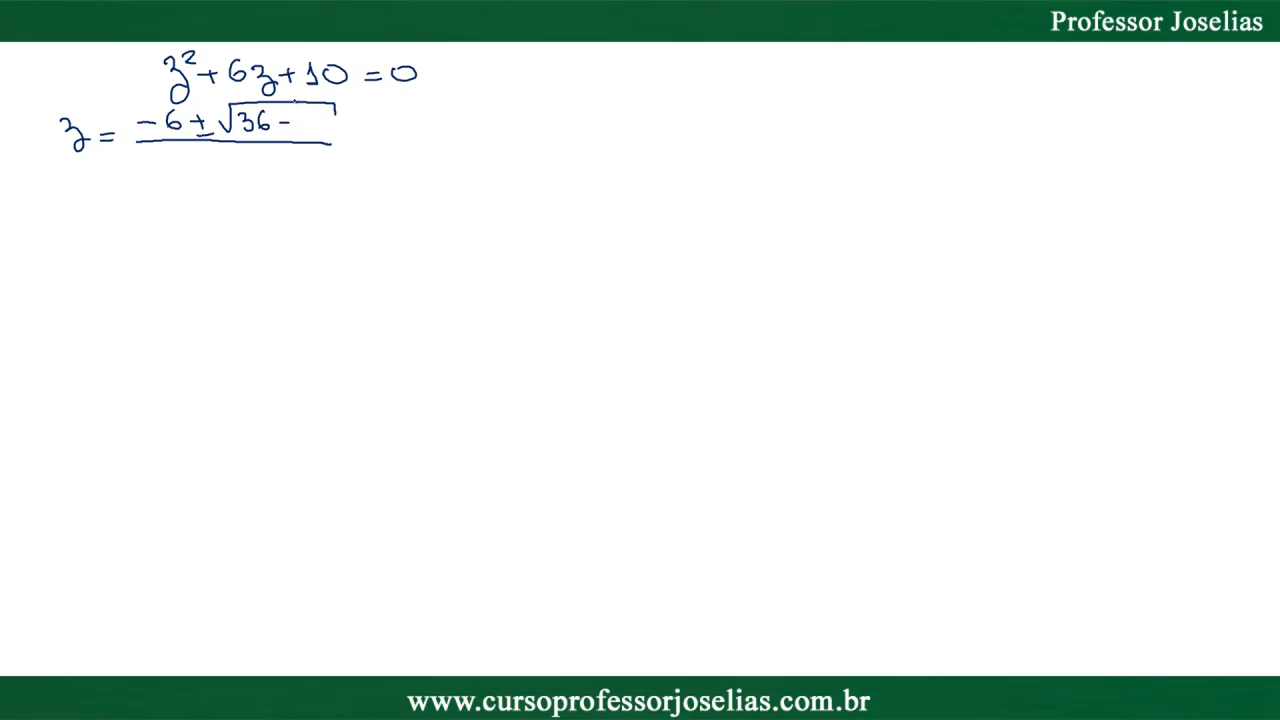 Professor Joselias
z² + 6z + 10 = 0
z = -6 ± √36 -
www.cursoprofessorjoselias.com.br